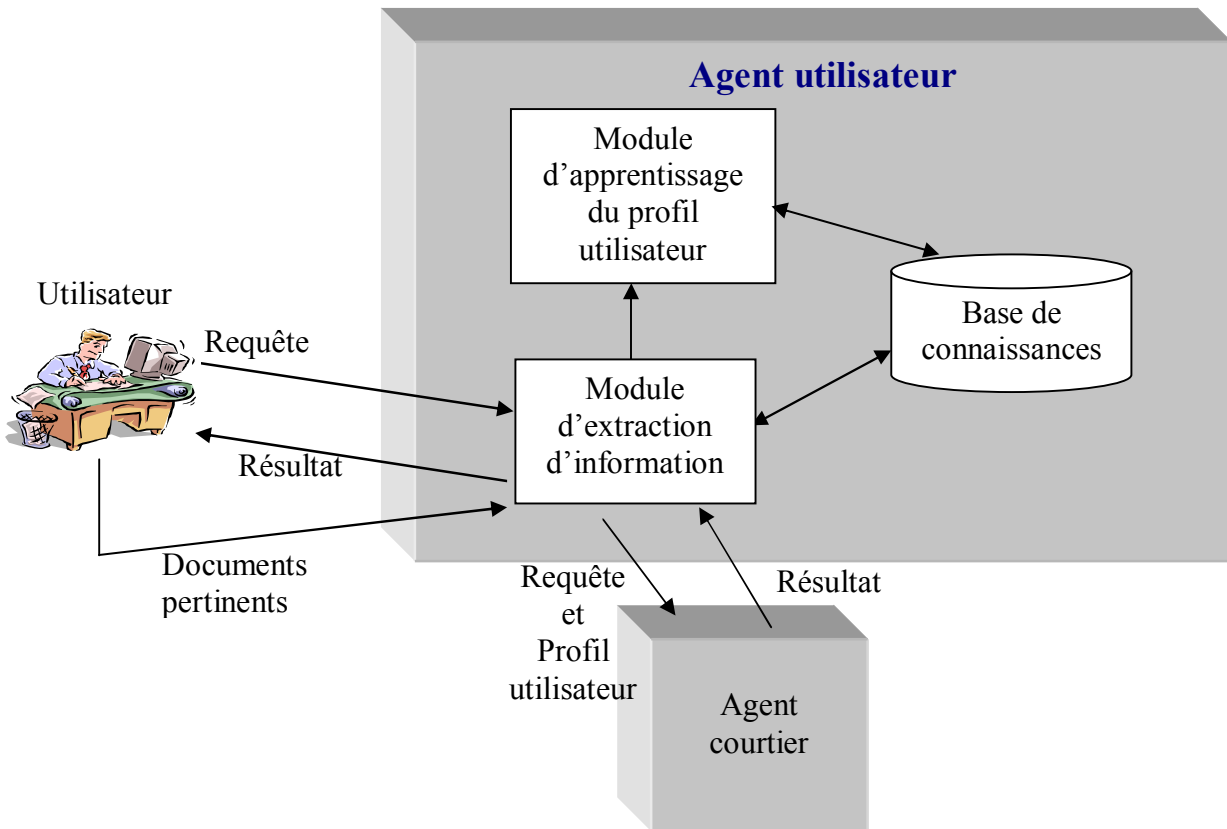 Agent utilisateur
Module
d’apprentissage
du profil
utilisateur
Utilisateur
Requête
Base de
connaissances
Module
d’extraction
d’information
Résultat
Documents
pertinents
Requête
et
Profil
utilisateur
Résultat
Agent
courtier